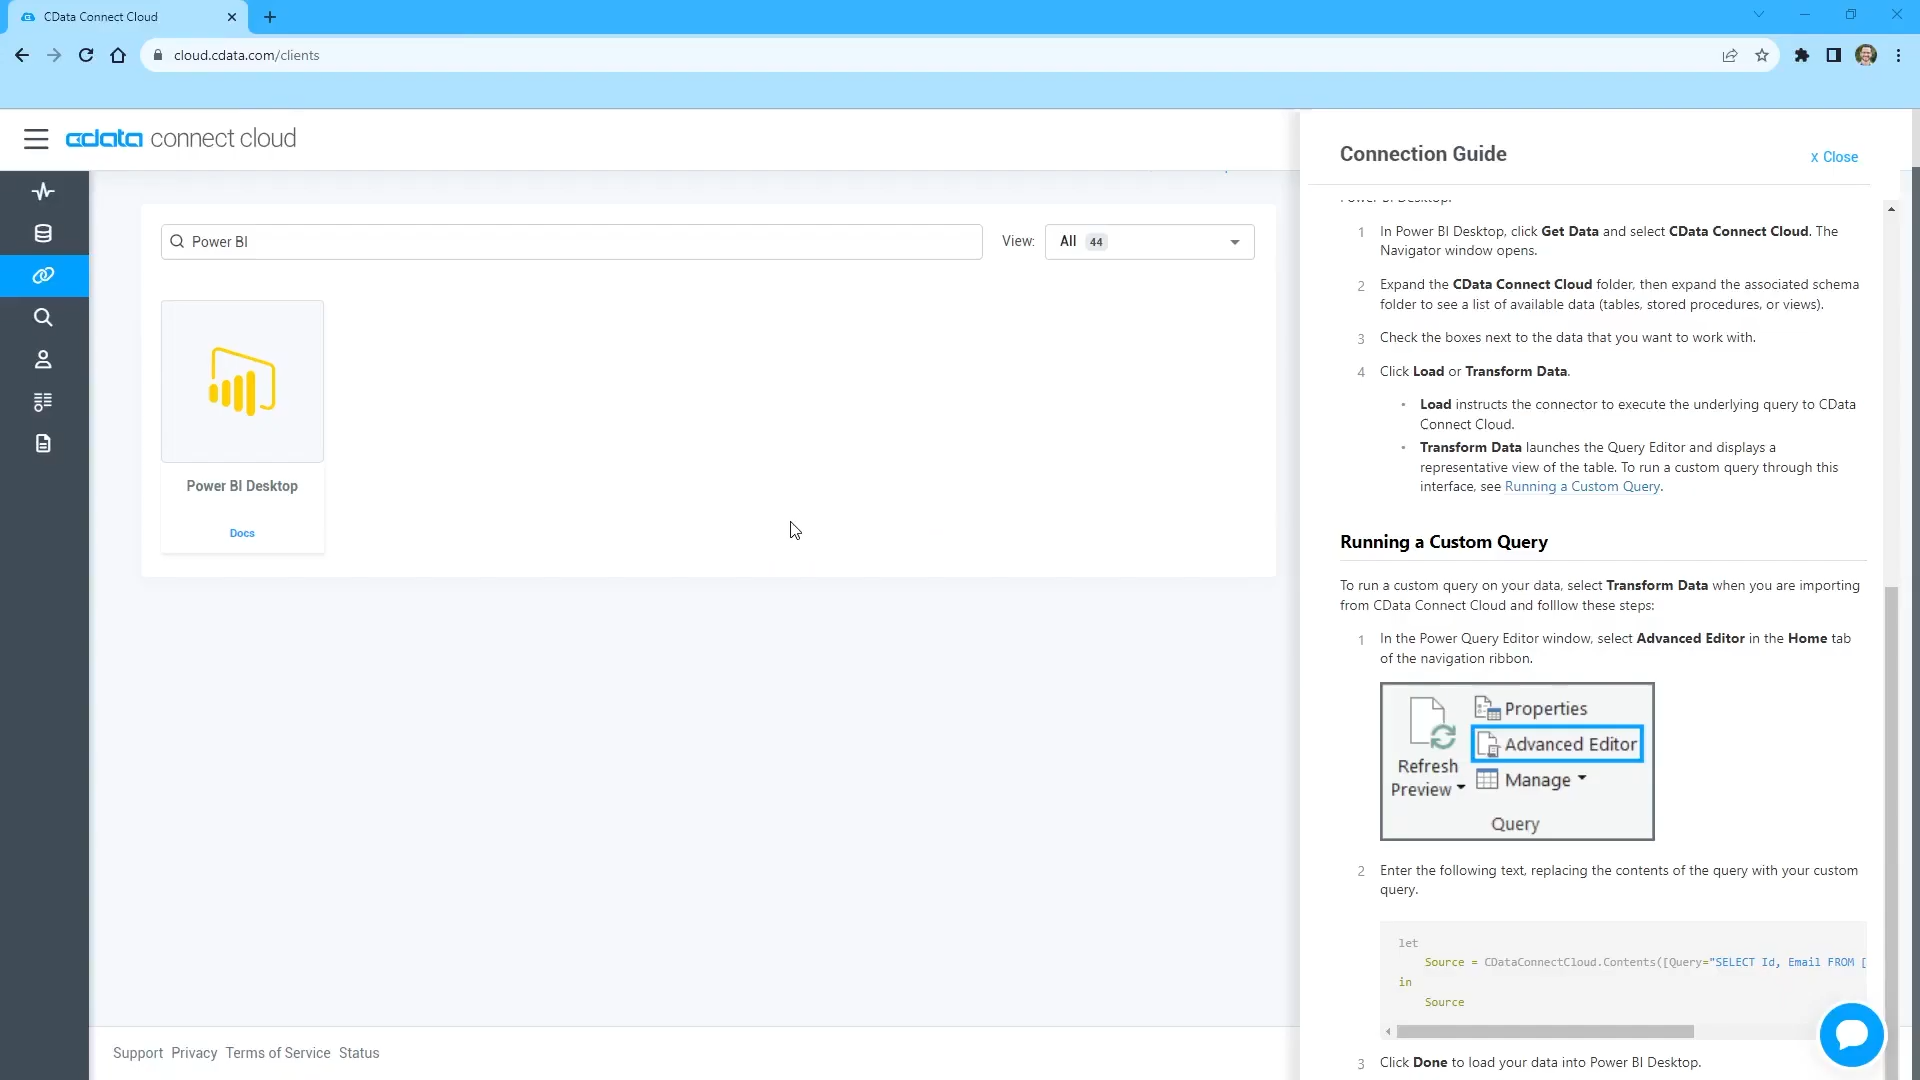 CData Connect Cloud
cloud.cdata.com/clients
cdata connect cloud
Power BI
View:
All 44
Power BI Desktop
Docs
Support Privacy Terms of Service Status
Connection Guide
x Close
Power BI Desktop.
1 In Power BI Desktop, click Get Data and select CData Connect Cloud. The
Navigator window opens.
2 Expand the CData Connect Cloud folder, then expand the associated schema
folder to see a list of available data (tables, stored procedures, or views).
3 Check the boxes next to the data that you want to work with.
4 Click Load or Transform Data.
• Load instructs the connector to execute the underlying query to CData
Connect Cloud.
• Transform Data launches the Query Editor and displays a
representative view of the table. To run a custom query through this
interface, see Running a Custom Query.
Running a Custom Query
To run a custom query on your data, select Transform Data when you are importing
from CData Connect Cloud and folllow these steps:
1 In the Power Query Editor window, select Advanced Editor in the Home tab
of the navigation ribbon.
Properties
Advanced Editor
Refresh
Preview
Manage
Query
2 Enter the following text, replacing the contents of the query with your custom
query.
let
Source = CDataConnectCloud.Contents([Query="SELECT Id, Email FROM [
in
Source
3 Click Done to load your data into Power BI Desktop.